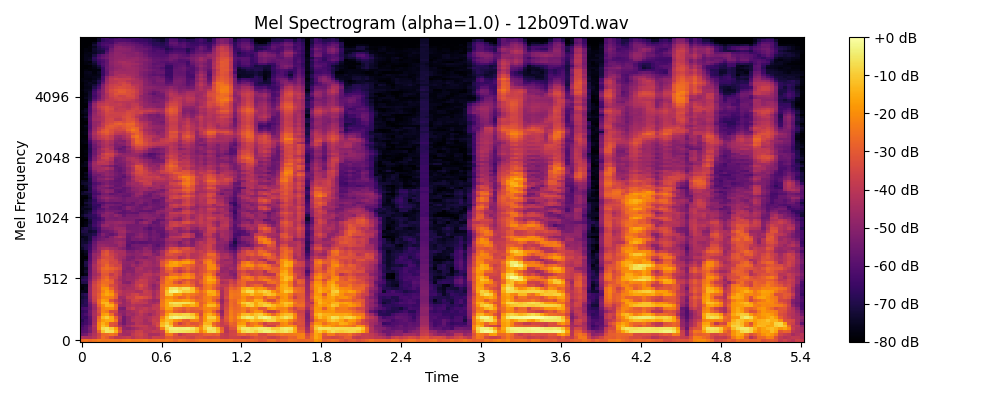 Mel Spectrogram (alpha=1.0) - 12b09Td.wav
Mel Frequency
4096
2048
1024
512
0
0 0.6 1.2 1.8 2.4 3 3.6 4.2 4.8 5.4
Time
+0 dB
-10 dB
-20 dB
-30 dB
-40 dB
-50 dB
-60 dB
-70 dB
-80 dB